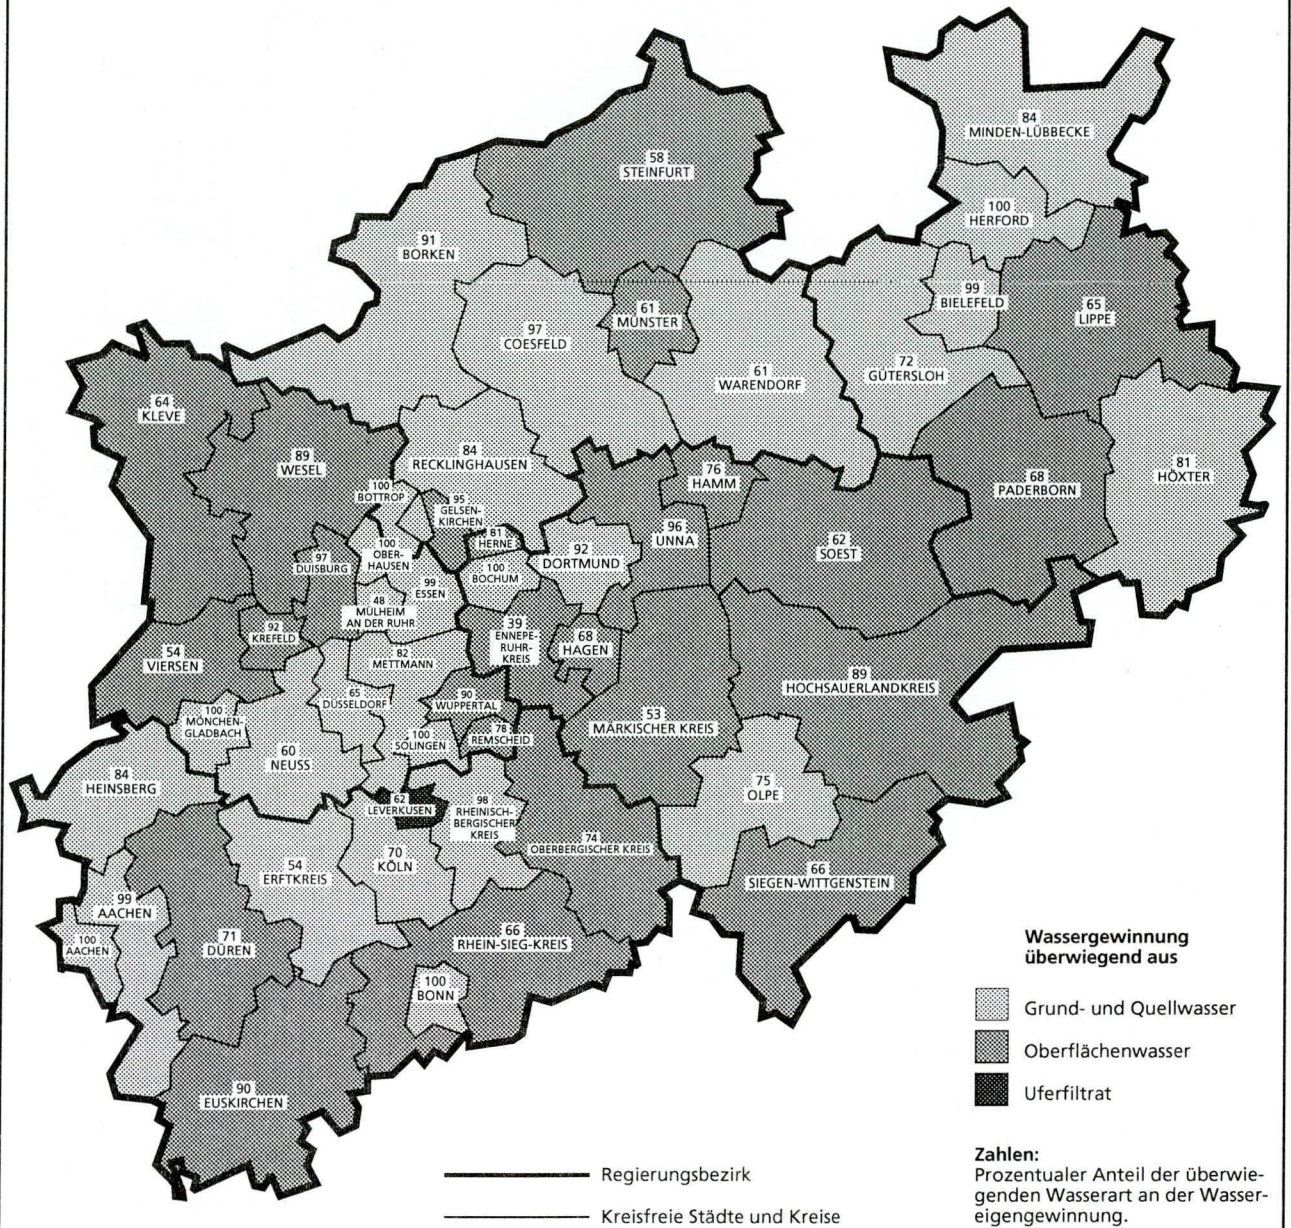 84
MINDEN-LÜBBECKE
58
STEINFURT
100
HERFORD
91
BORKEN
99
BIELEFELD
65
LIPPE
61
MÜNSTER
97
COESFELD
72
GÜTERSLOH
61
WARENDORF
64
KLEVE
89
WESEL
84
RECKLINGHAUSEN
76
HAMM
68
PADERBORN
81
HÖXTER
100
BOTTROP
95
GELSEN-
KIRCHEN
81
HERNE
96
UNNA
62
SOEST
97
DUISBURG
100
OBER-
HAUSEN
92
DORTMUND
100
BOCHUM
99
ESSEN
48
MÜLHEIM
AN DER RUHR
92
KREFELD
39
ENNEPE-
RUHR-
KREIS
68
HAGEN
54
VIERSEN
82
METTMANN
89
HOCHSAUERLANDKREIS
65
DÜSSELDORF
90
WUPPERTAL
100
MÖNCHEN-
GLADBACH
53
MÄRKISCHER KREIS
100
SOLINGEN
78
REMSCHEID
60
NEUSS
84
HEINSBERG
75
OLPE
62
LEVERKUSEN
98
RHEINISCH-
BERGISCHER
KREIS
74
OBERBERGISCHER KREIS
54
ERFTKREIS
70
KÖLN
66
SIEGEN-WITTGENSTEIN
99
AACHEN
100
AACHEN
71
DÜREN
66
RHEIN-SIEG-KREIS
100
BONN
90
EUSKIRCHEN
Wassergewinnung
überwiegend aus
Grund- und Quellwasser
Oberflächenwasser
Uferfiltrat
Regierungsbezirk
Kreisfreie Städte und Kreise
Zahlen:
Prozentualer Anteil der überwie-
genden Wasserart an der Wasser-
eigengewinnung.